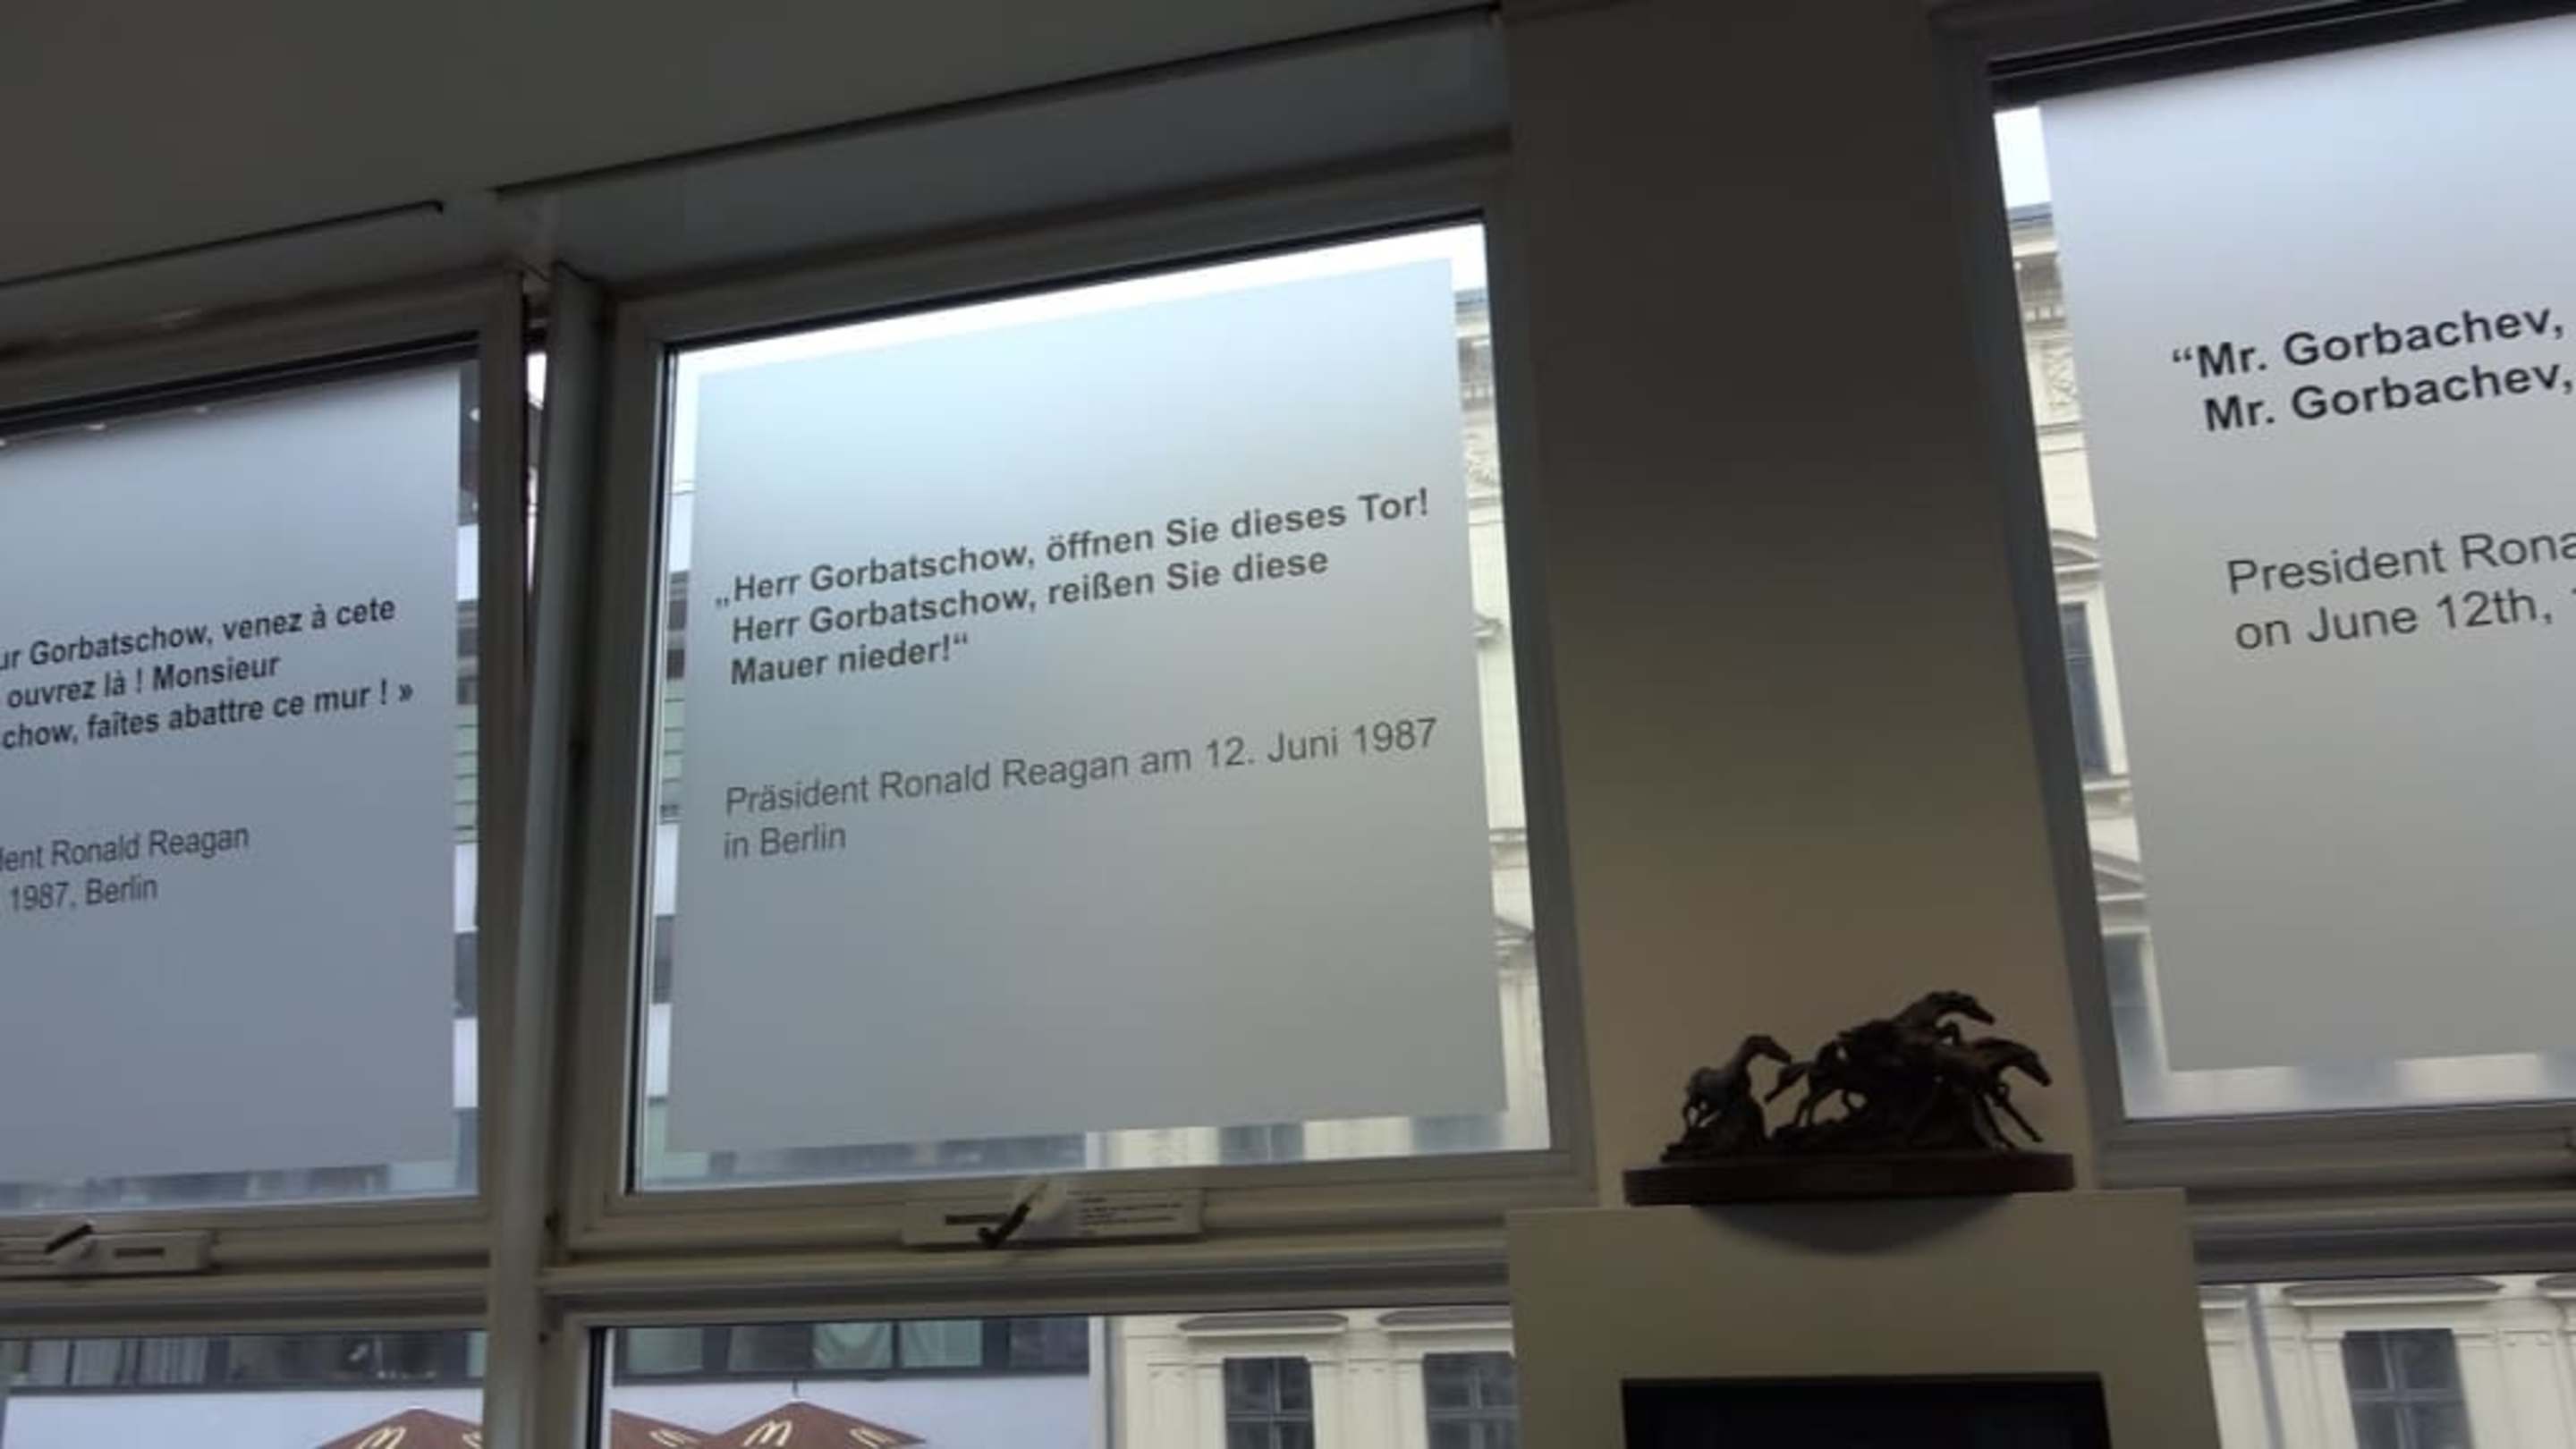 ur Gorbatschow, venez à cete
ouvrez là ! Monsieur
chow, faîtes abattre ce mur ! »
dent Ronald Reagan
1987, Berlin
„Herr Gorbatschow, öffnen Sie dieses Tor!
Herr Gorbatschow, reißen Sie diese
Mauer nieder!“
Präsident Ronald Reagan am 12. Juni 1987
in Berlin
“Mr. Gorbachev,
Mr. Gorbachev,
President Rona
on June 12th,